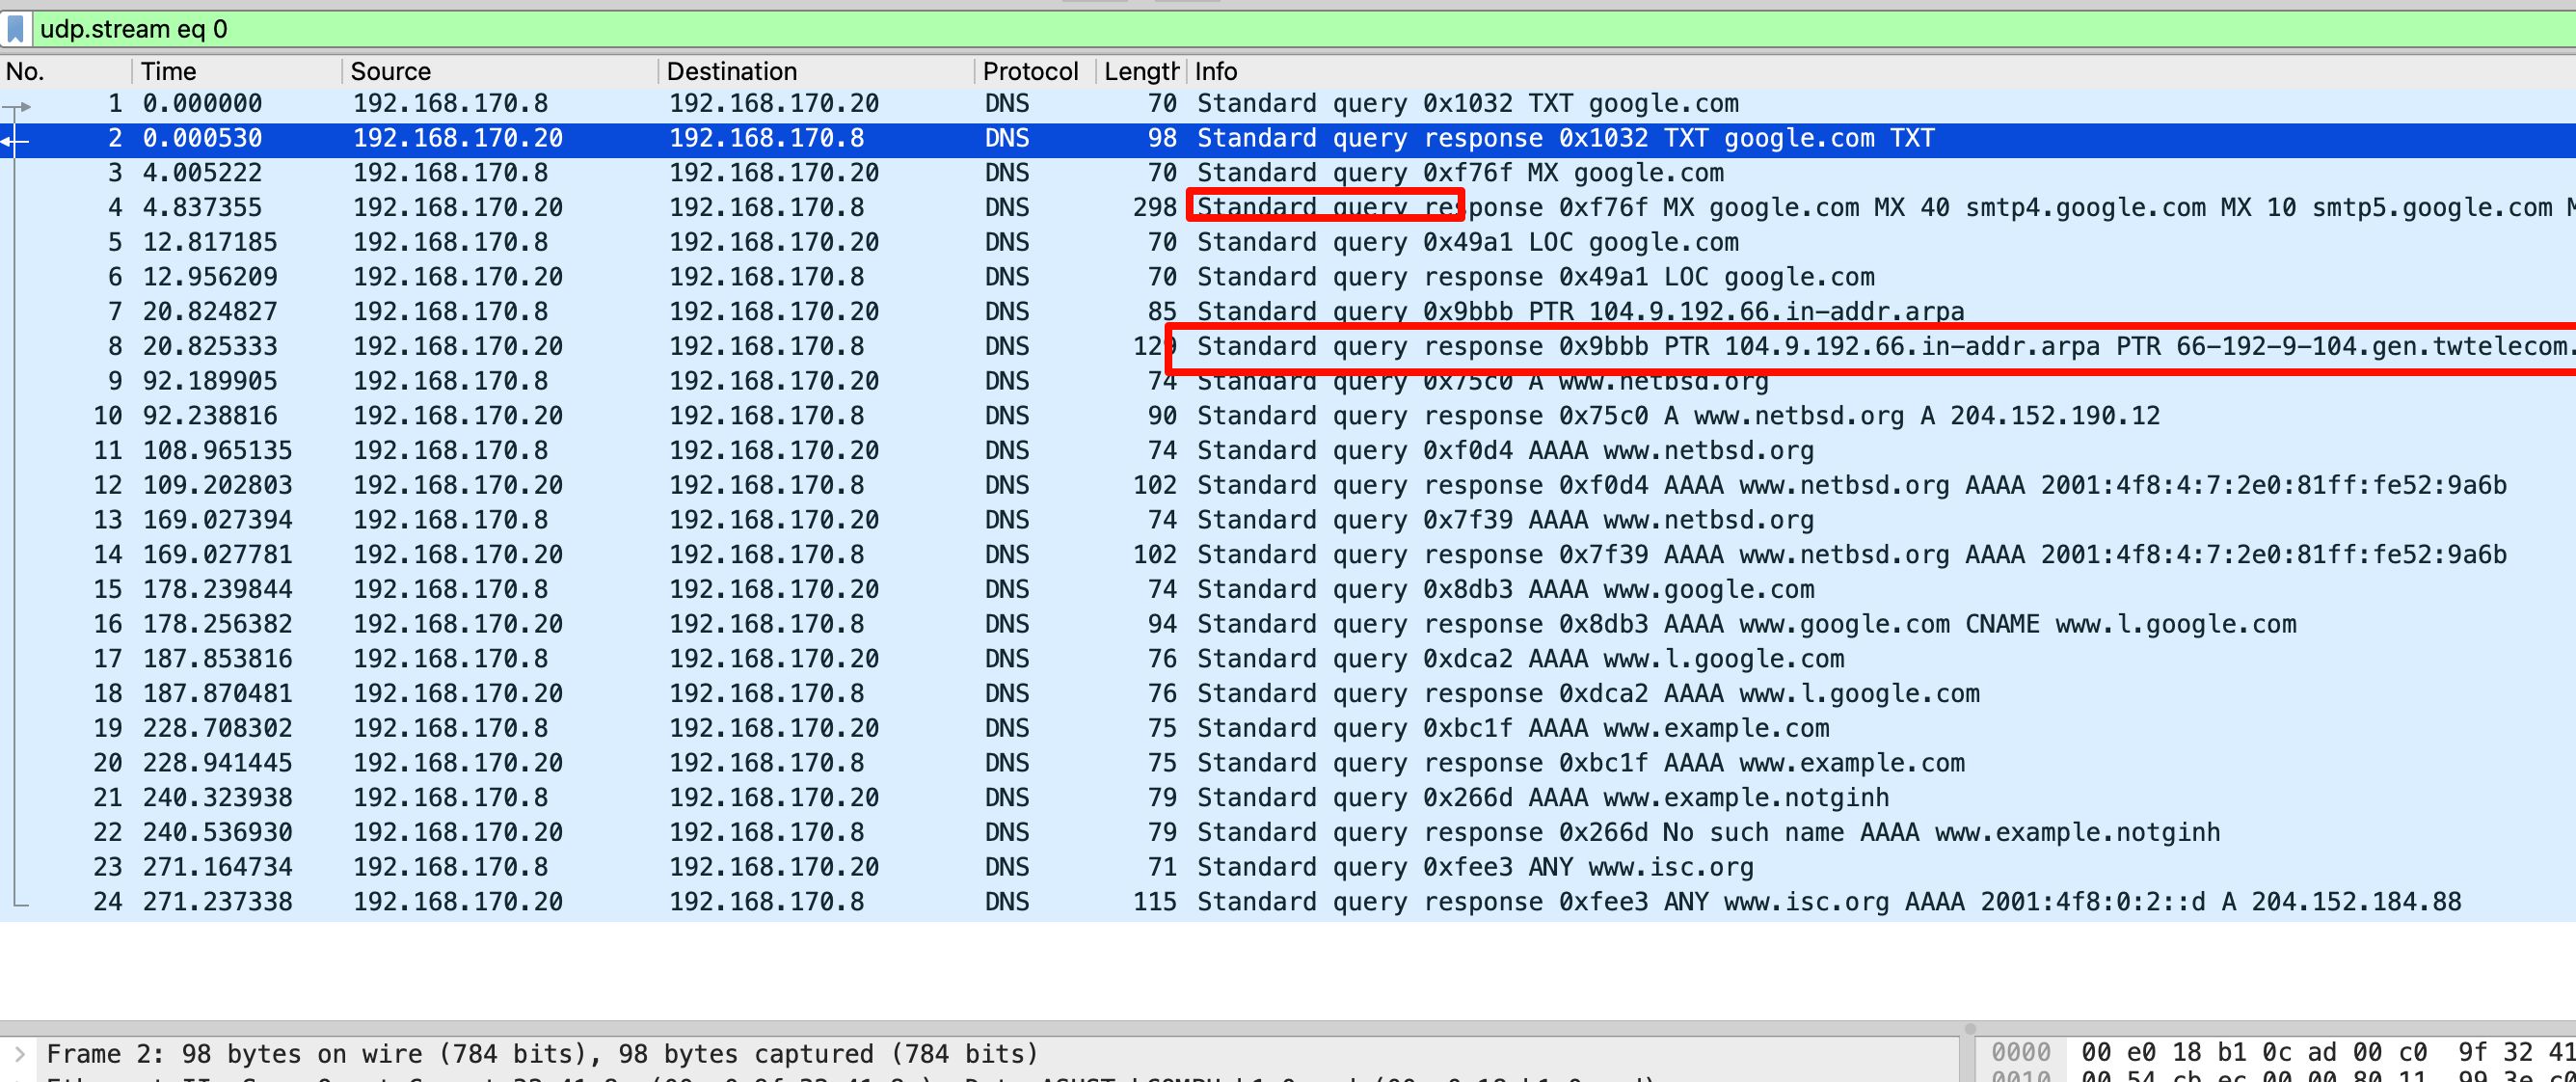 udp.stream eq 0
No. Time Source Destination Protocol Length Info
1 0.000000 192.168.170.8 192.168.170.20 DNS 70 Standard query 0x1032 TXT google.com
2 0.000530 192.168.170.20 192.168.170.8 DNS 98 Standard query response 0x1032 TXT google.com TXT
3 4.005222 192.168.170.8 192.168.170.20 DNS 70 Standard query 0xf76f MX google.com
4 4.837355 192.168.170.20 192.168.170.8 DNS 298 Standard query response 0xf76f MX google.com MX 40 smtp4.google.com MX 10 smtp5.google.com M
5 12.817185 192.168.170.8 192.168.170.20 DNS 70 Standard query 0x49a1 LOC google.com
6 12.956209 192.168.170.20 192.168.170.8 DNS 70 Standard query response 0x49a1 LOC google.com
7 20.824827 192.168.170.8 192.168.170.20 DNS 85 Standard query 0x9bbb PTR 104.9.192.66.in-addr.arpa
8 20.825333 192.168.170.20 192.168.170.8 DNS 129 Standard query response 0x9bbb PTR 104.9.192.66.in-addr.arpa PTR 66-192-9-104.gen.twtelecom.
9 92.189905 192.168.170.8 192.168.170.20 DNS 74 Standard query 0x75c0 A www.netbsd.org
10 92.238816 192.168.170.20 192.168.170.8 DNS 90 Standard query response 0x75c0 A www.netbsd.org A 204.152.190.12
11 108.965135 192.168.170.8 192.168.170.20 DNS 74 Standard query 0xf0d4 AAAA www.netbsd.org
12 109.202803 192.168.170.20 192.168.170.8 DNS 102 Standard query response 0xf0d4 AAAA www.netbsd.org AAAA 2001:4f8:4:7:2e0:81ff:fe52:9a6b
13 169.027394 192.168.170.8 192.168.170.20 DNS 74 Standard query 0x7f39 AAAA www.netbsd.org
14 169.027781 192.168.170.20 192.168.170.8 DNS 102 Standard query response 0x7f39 AAAA www.netbsd.org AAAA 2001:4f8:4:7:2e0:81ff:fe52:9a6b
15 178.239844 192.168.170.8 192.168.170.20 DNS 74 Standard query 0x8db3 AAAA www.google.com
16 178.256382 192.168.170.20 192.168.170.8 DNS 94 Standard query response 0x8db3 AAAA www.google.com CNAME www.l.google.com
17 187.853816 192.168.170.8 192.168.170.20 DNS 76 Standard query 0xdca2 AAAA www.l.google.com
18 187.870481 192.168.170.20 192.168.170.8 DNS 76 Standard query response 0xdca2 AAAA www.l.google.com
19 228.708302 192.168.170.8 192.168.170.20 DNS 75 Standard query 0xbc1f AAAA www.example.com
20 228.941445 192.168.170.20 192.168.170.8 DNS 75 Standard query response 0xbc1f AAAA www.example.com
21 240.323938 192.168.170.8 192.168.170.20 DNS 79 Standard query 0x266d AAAA www.example.notginh
22 240.536930 192.168.170.20 192.168.170.8 DNS 79 Standard query response 0x266d No such name AAAA www.example.notginh
23 271.164734 192.168.170.8 192.168.170.20 DNS 71 Standard query 0xfee3 ANY www.isc.org
24 271.237338 192.168.170.20 192.168.170.8 DNS 115 Standard query response 0xfee3 ANY www.isc.org AAAA 2001:4f8:0:2::d A 204.152.184.88
Frame 2: 98 bytes on wire (784 bits), 98 bytes captured (784 bits)
0000 00 e0 18 b1 0c ad 00 c0 9f 32 41